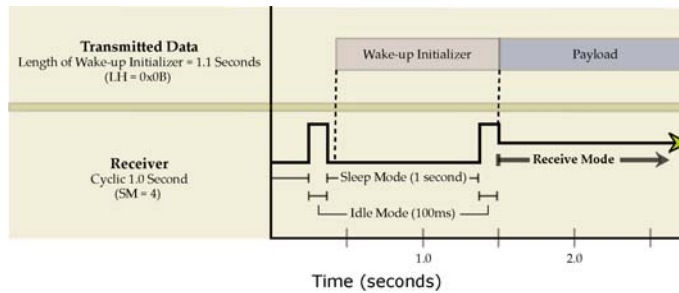 Transmitted Data
Length of Wake-up Initializer = 1.1 Seconds
(LH = 0x0B)
Wake-up Initializer
Payload
Receiver
Cyclic 1.0 Second
(SM = 4)
Sleep Mode (1 second)
Receive Mode
Idle Mode (100ms)
1.0
2.0
Time (seconds)